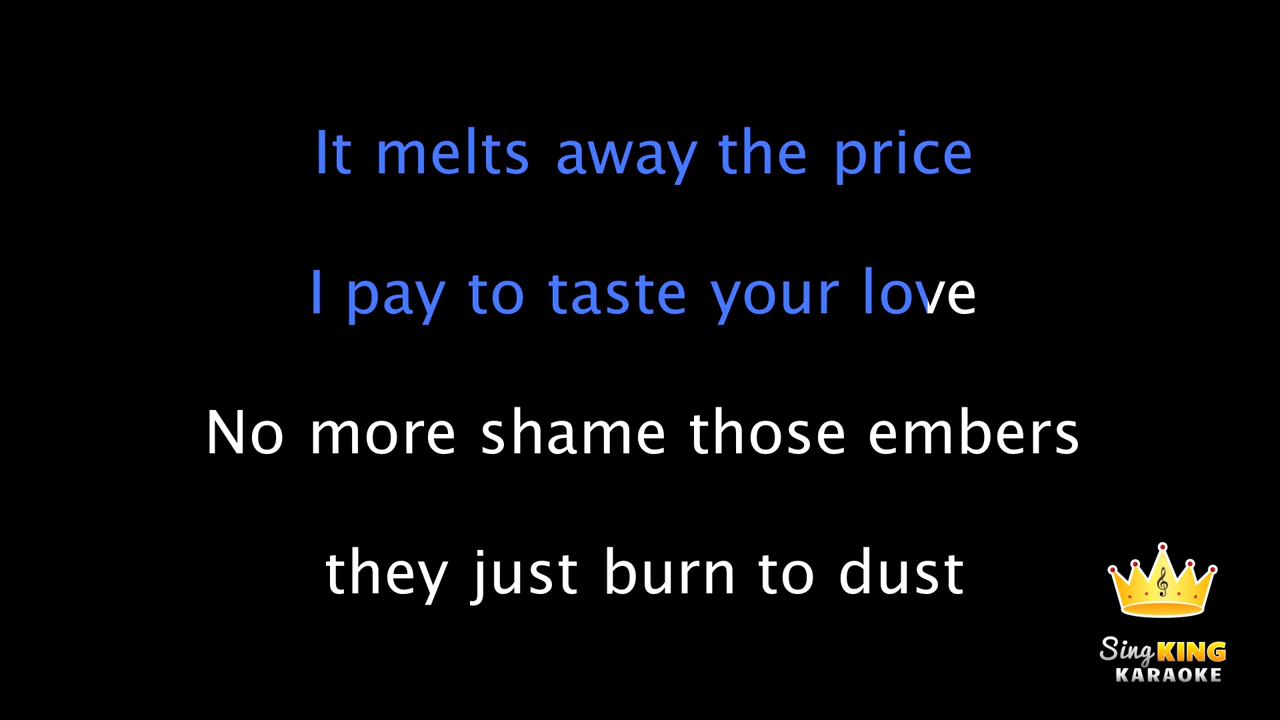 It melts away the price
I pay to taste your love
No more shame those embers
they just burn to dust
Sing KING
KARAOKE